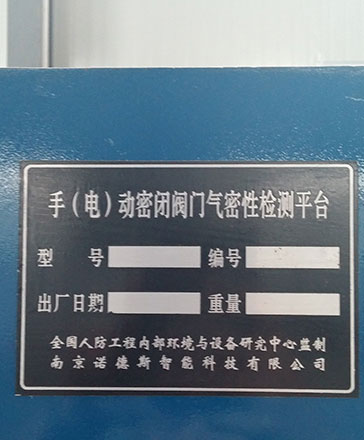 手(电)动密闭阀门气密性检测平台
型 号 编号
出厂日期 重量
全国人防工程内部环境与设备研究中心监制
南京诺德斯智能科技有限公司